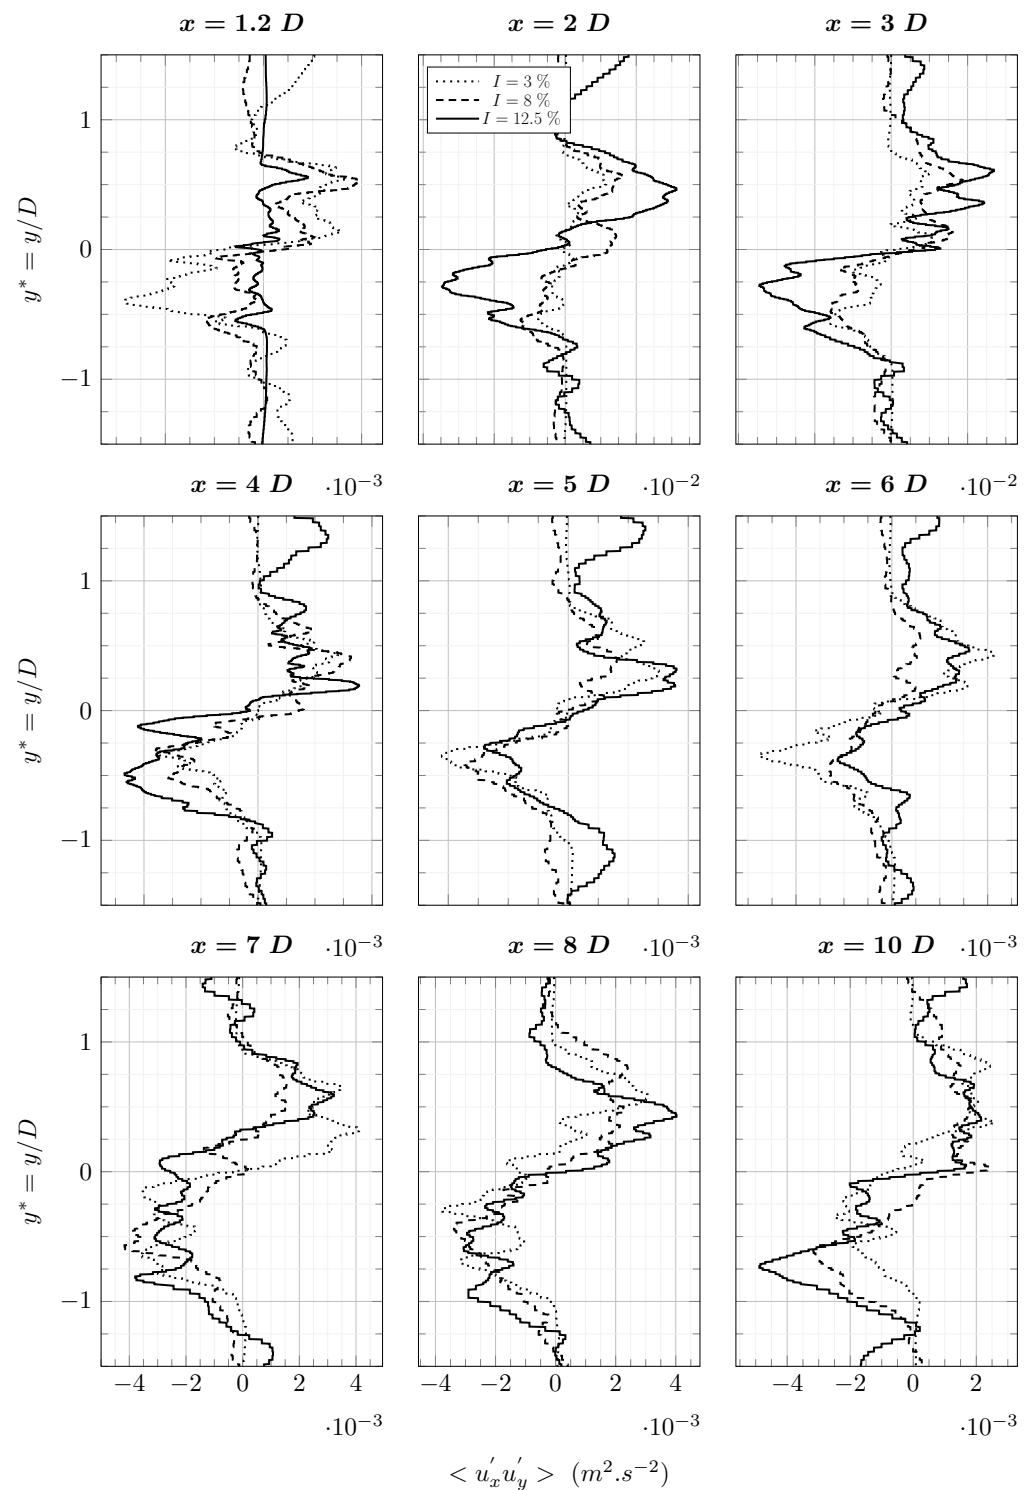 x = 1.2 D
x = 2 D
x = 3 D
I = 3 %
I = 8 %
I = 12.5 %
1
0
−1
y* = y/D
·10⁻³
·10⁻²
·10⁻²
x = 4 D
x = 5 D
x = 6 D
1
0
−1
y* = y/D
·10⁻³
·10⁻³
·10⁻³
x = 7 D
x = 8 D
x = 10 D
1
0
−1
y* = y/D
−4 −2 0 2 4
−4 −2 0 2 4
−4 −2 0 2
·10⁻³
·10⁻³
·10⁻³
< u'ₓu'ᵧ > (m².s⁻²)